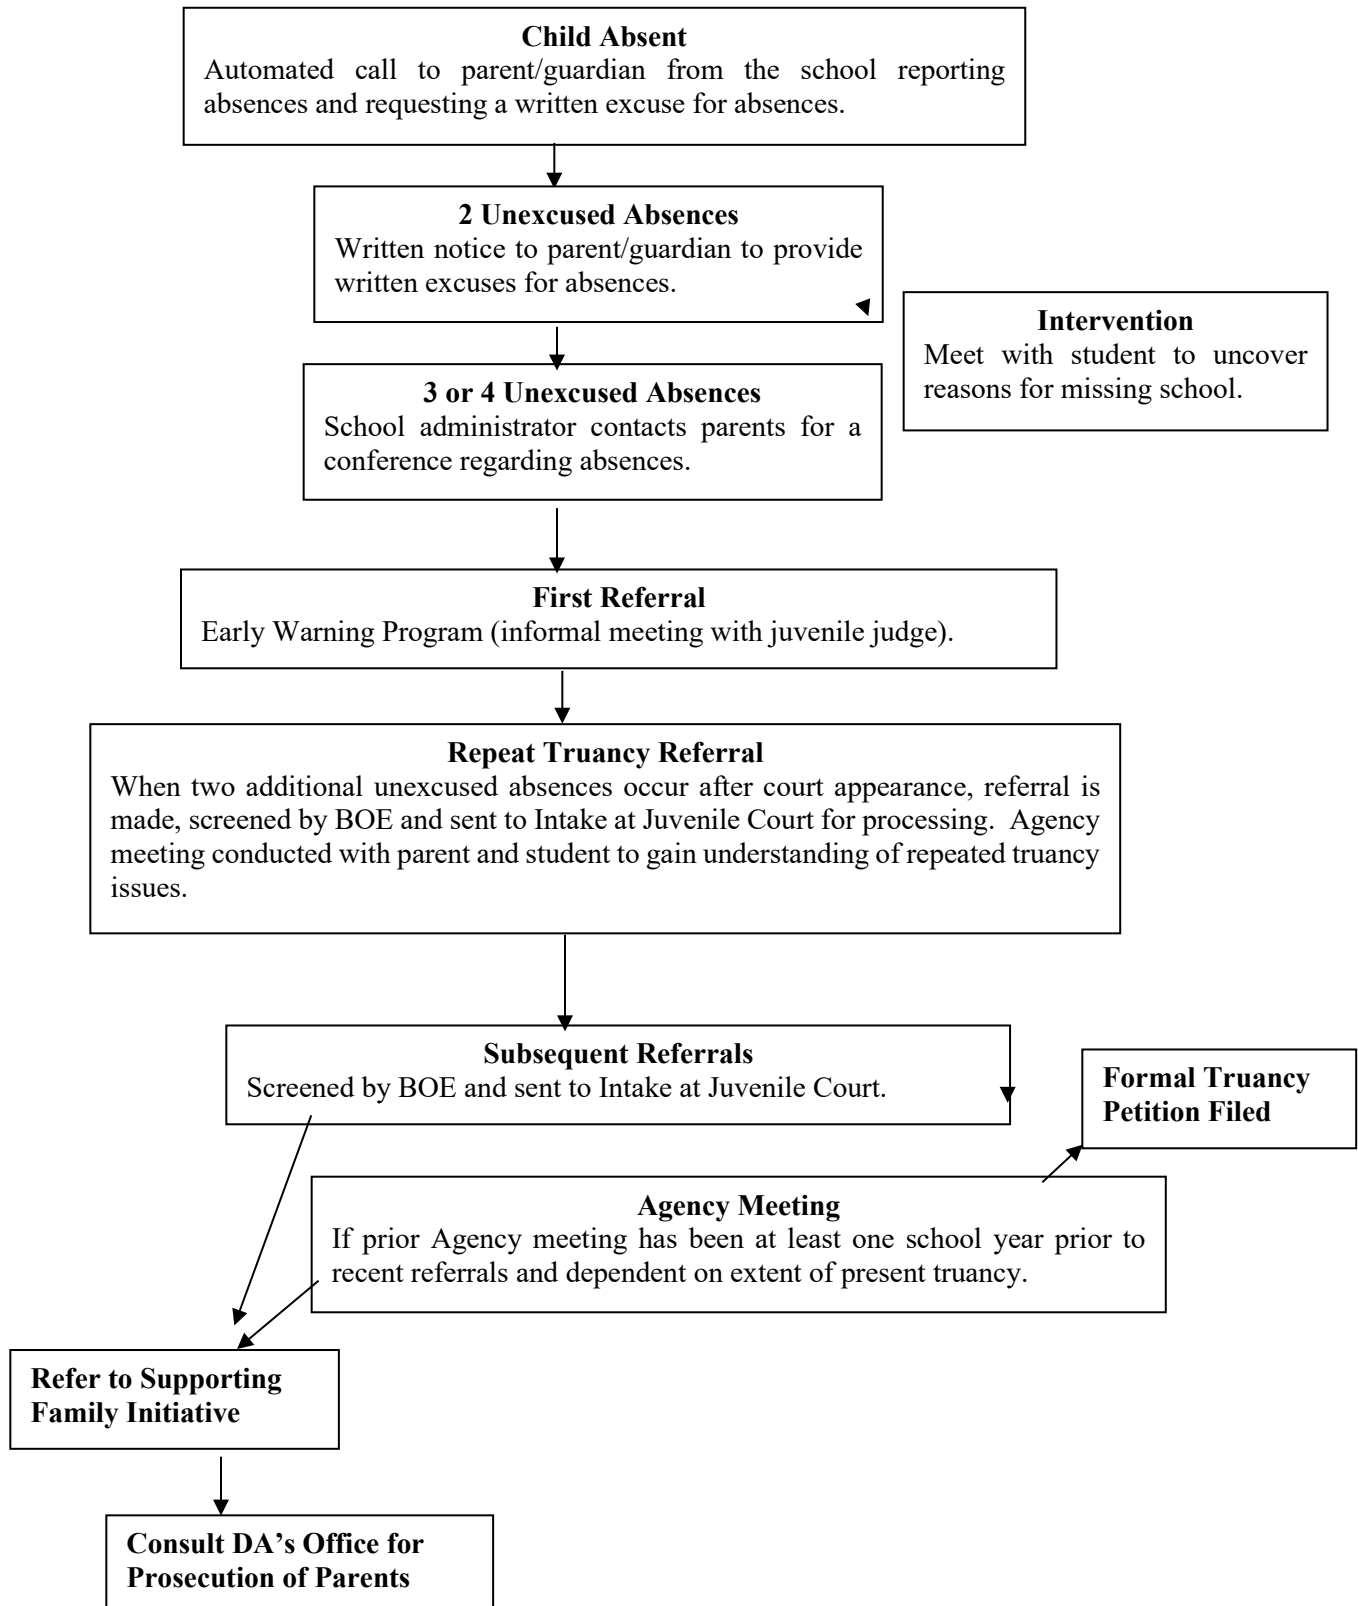 Child Absent
Automated call to parent/guardian from the school reporting
absences and requesting a written excuse for absences.
2 Unexcused Absences
Written notice to parent/guardian to provide
written excuses for absences.
Intervention
Meet with student to uncover
reasons for missing school.
3 or 4 Unexcused Absences
School administrator contacts parents for a
conference regarding absences.
First Referral
Early Warning Program (informal meeting with juvenile judge).
Repeat Truancy Referral
When two additional unexcused absences occur after court appearance, referral is
made, screened by BOE and sent to Intake at Juvenile Court for processing.  Agency
meeting conducted with parent and student to gain understanding of repeated truancy
issues.
Subsequent Referrals
Screened by BOE and sent to Intake at Juvenile Court.
Formal Truancy
Petition Filed
Agency Meeting
If prior Agency meeting has been at least one school year prior to
recent referrals and dependent on extent of present truancy.
Refer to Supporting
Family Initiative
Consult DA’s Office for
Prosecution of Parents